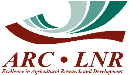 ARC • LNR
Excellence in Agricultural Research and Development